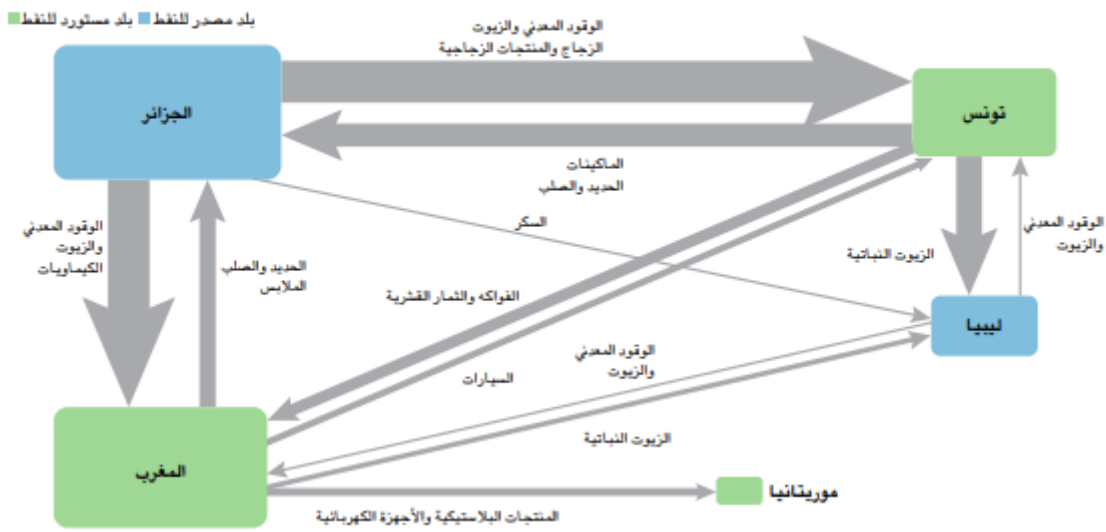 بلد مصدر للنفط
بلد مستورد للنفط
الوقود المعدني والزيوت
الزجاج والمنتجات الزجاجية
الجزائر
تونس
الماكينات
الحديد والصلب
السكر
الوقود المعدني
والزيوت
الكيماويات
الحديد والصلب
الملابس
الفواكه والثمار القشرية
الزيوت النباتية
الوقود المعدني
والزيوت
ليبيا
الوقود المعدني
والزيوت
السيارات
الزيوت النباتية
المغرب
موريتانيا
المنتجات البلاستيكية والأجهزة الكهربائية